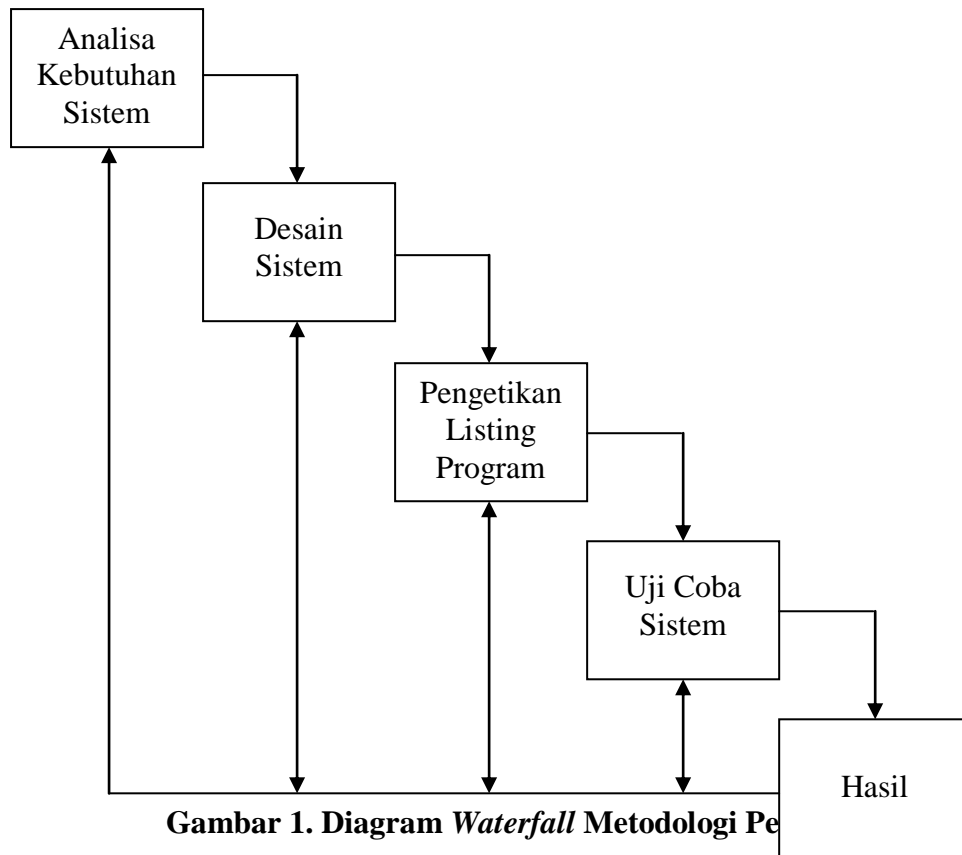 Analisa
Kebutuhan
Sistem
Desain
Sistem
Pengetikan
Listing
Program
Uji Coba
Sistem
Hasil
Gambar 1. Diagram Waterfall Metodologi Pe